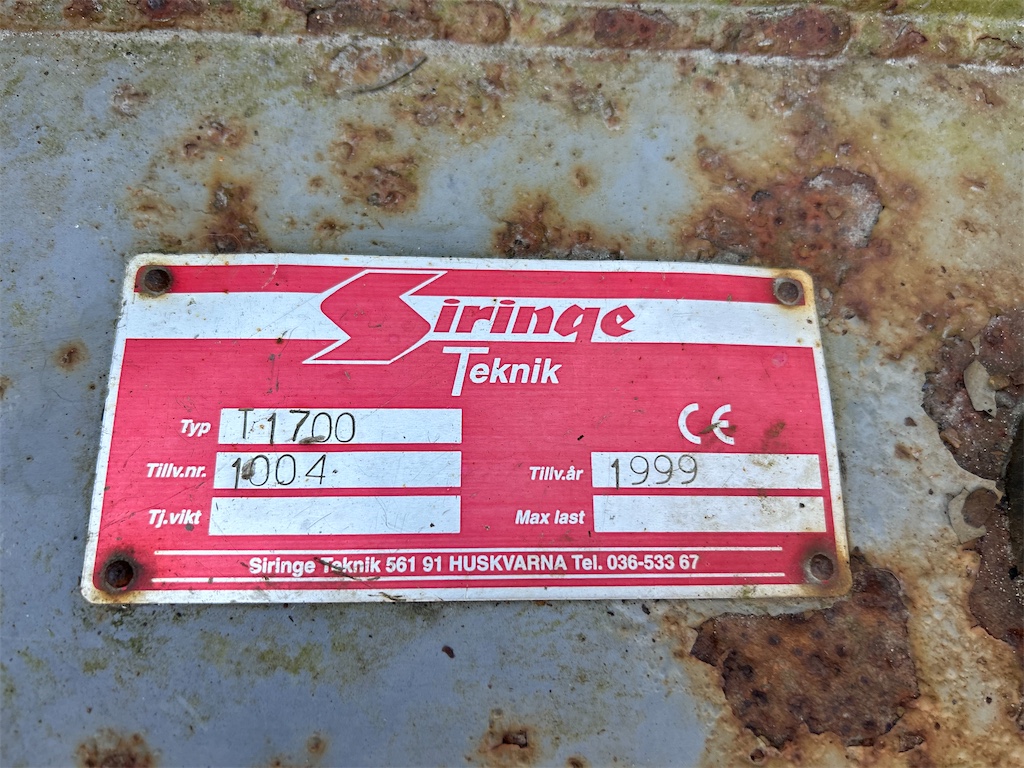 Siringe
Teknik
Typ T1700
Tillv.nr. 1004 Tillv.år 1999
Tj.vikt Max last
Siringe Teknik 561 91 HUSKVARNA Tel. 036-533 67
CE